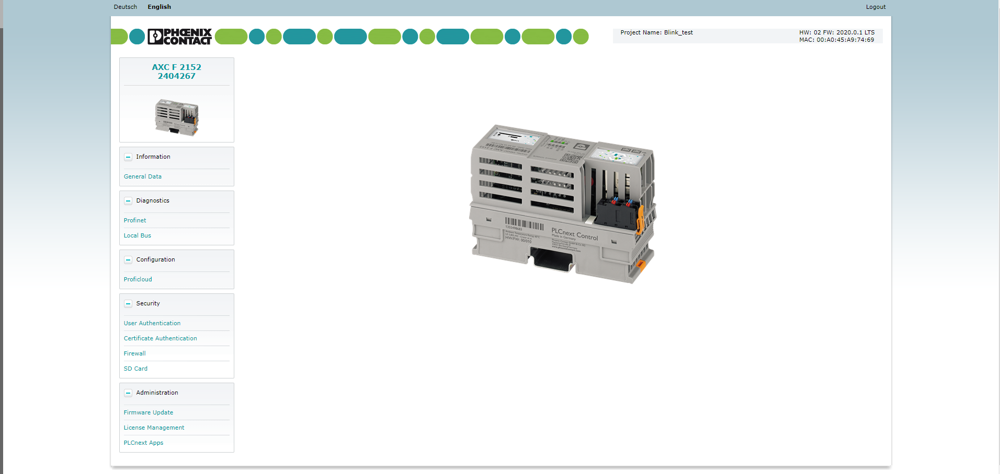 Deutsch English Logout
PHŒNIX
CONTACT
Project Name: Blink_test HW: 02 FW: 2020.0.1 LTS
MAC: 00:A0:45:A9:74:69
AXC F 2152
2404267
Information
General Data
Diagnostics
Profinet
Local Bus
Configuration
Proficloud
Security
User Authentication
Certificate Authentication
Firewall
SD Card
Administration
Firmware Update
License Management
PLCnext Apps
PLCnext Control
Made in Germany
HW/FW: 00/010